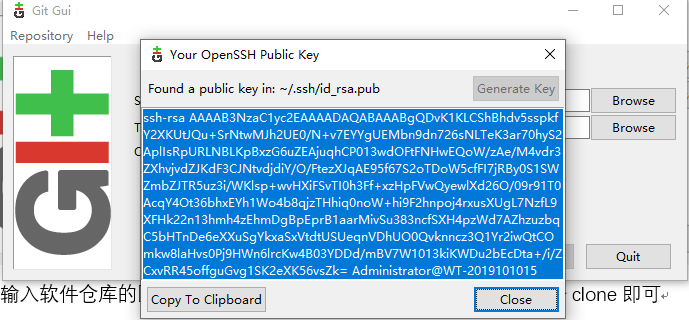 Git Gui
Repository Help
Your OpenSSH Public Key
Found a public key in: ~/.ssh/id_rsa.pub
Generate Key
ssh-rsa AAAAB3NzaC1yc2EAAAADAQABAAABgQDvK1KLCShBhdv5sspkf
Y2XKUtJQu+SrNtwMJh2UE0/N+v7EYYgUEMbn9dn726sNLTeK3ar70hyS2
AplIsRpURLNBLKpBxzG6uZEAjuqhCP013wdOFtFNHwEQoW/zAe/M4vdr3
ZXhvjvdZJKdF3CJNtvdjdiY/O/FtezXJqAE95f67S2oTDoW5cfFI7jRBy0S1SW
ZmbZJTR5uz3i/WKlsp+wvHXiFSvTI0h3Ff+xzHpFVwQyewlXd26O/09r91T0
AcqY4Ot36bhxEYh1Wo4b8qjzTHhiq0noW+hi9F2hnpoj4rxusXUgL7NzfL9
XFHk22n13hmh4zEhmDgBpEprB1aarMivSu383ncfSXH4pzWd7AZhzuzbq
C5bHTnDe6eXXuSgYkxaSxVtdtUSUeqnVDhUO0Qvknncz3Q1Yr2iwQtCO
mkw8laHvs0Pj9HWn6lrcKw4B03YDDd/mBV7W1013kiKWDu2bEcDta+/i/Z
CxvRR45offguGvg1SK2eXK56vsZk= Administrator@WT-2019101015
Copy To Clipboard
Close
Browse
Browse
Quit
输入软件仓库的
clone 即可